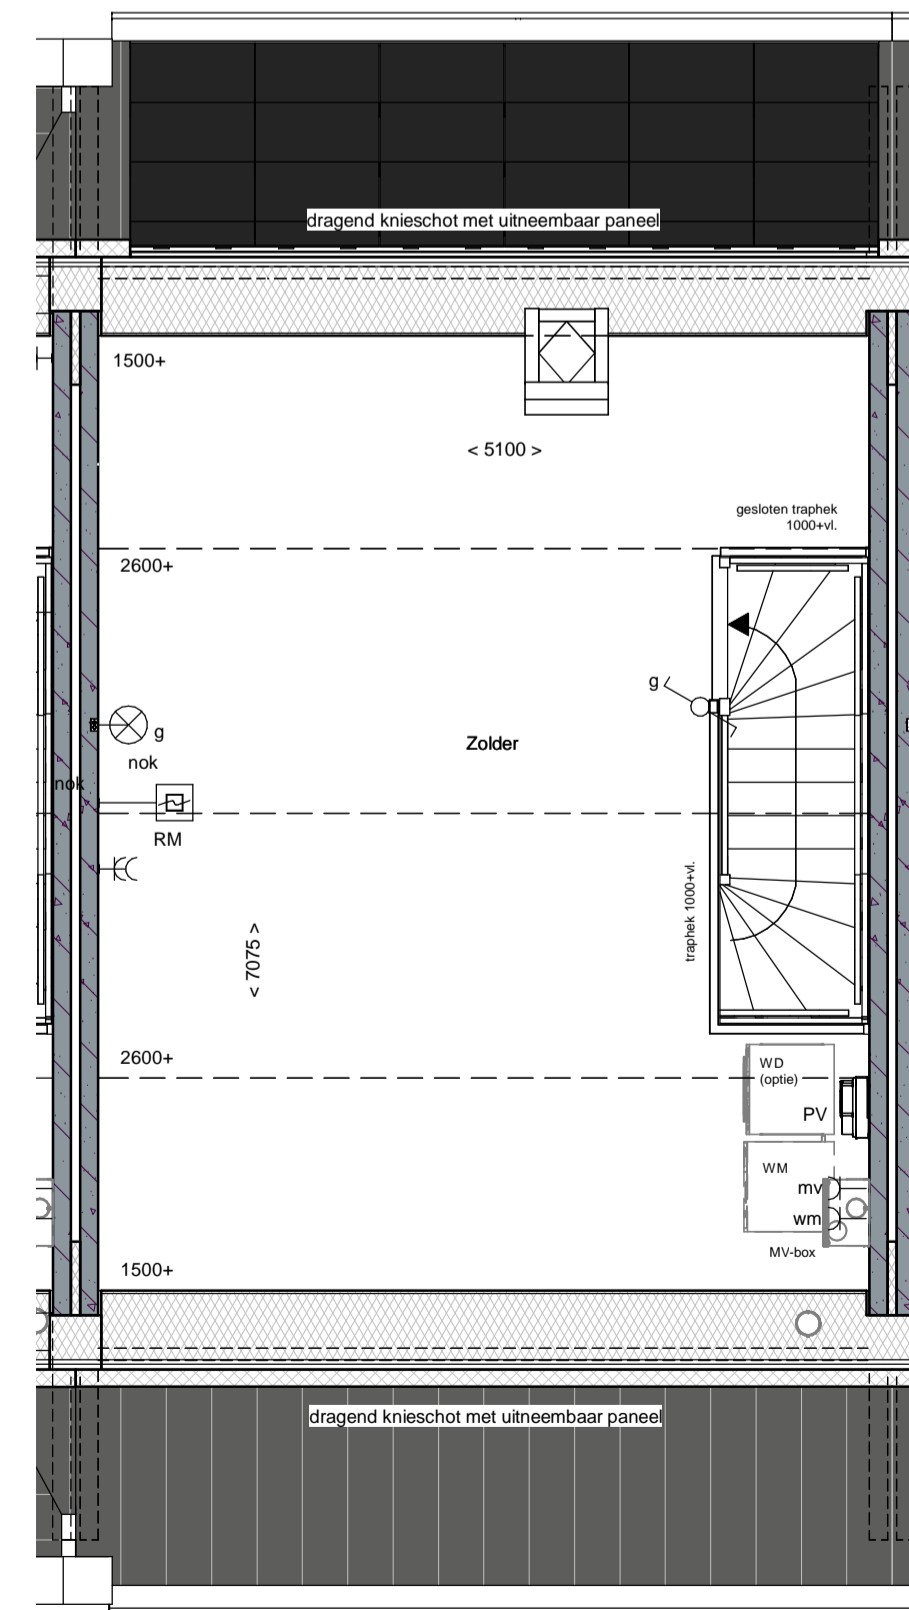 dragend knieschot met uitneembaar paneel
1500+
< 5100 >
gesloten traphek
1000+vl.
2600+
g
g
Zolder
nok
nok
RM
traphek 1000+vl.
< 7075 >
2600+
WD
(optie)
PV
WM
mv
wm
MV-box
1500+
dragend knieschot met uitneembaar paneel